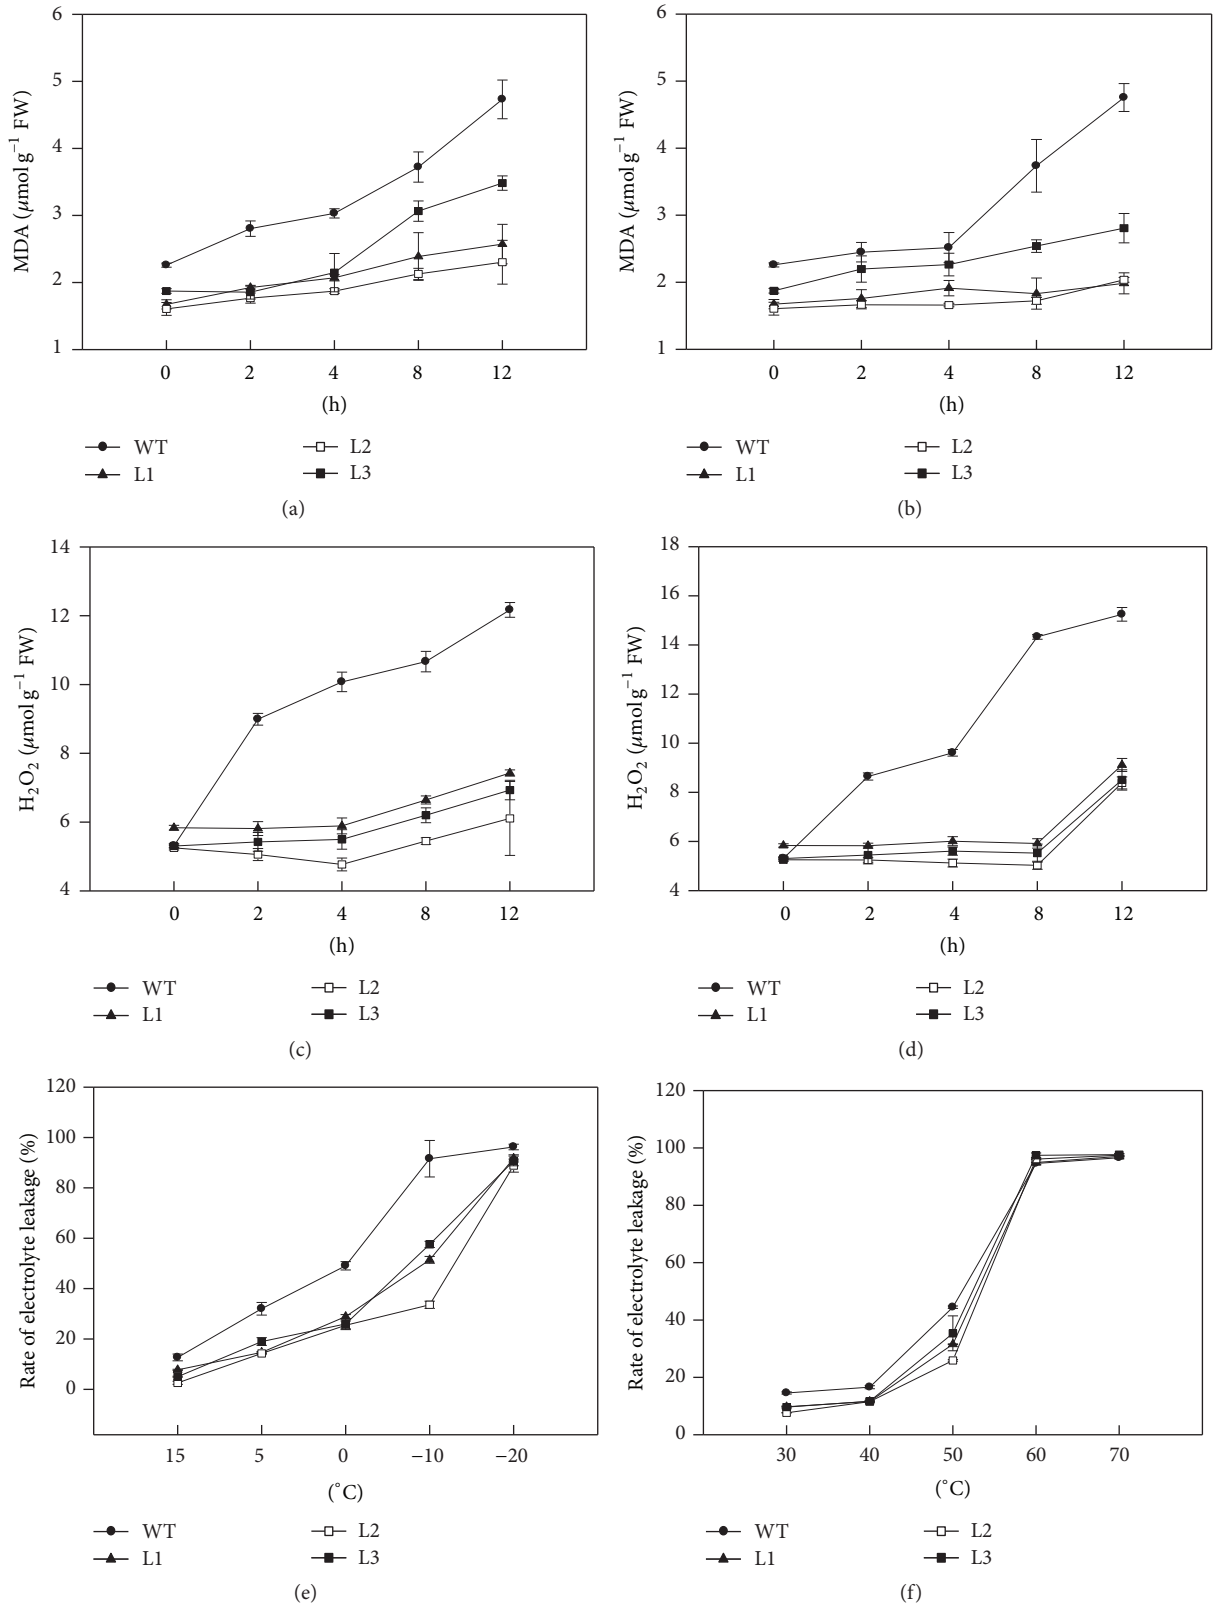 6
5
4
3
2
1
MDA (μmol g⁻¹ FW)
0 2 4 8 12
(h)
WT L2
L1 L3
(a)
6
5
4
3
2
1
MDA (μmol g⁻¹ FW)
0 2 4 8 12
(h)
WT L2
L1 L3
(b)
14
12
10
8
6
4
H₂O₂ (μmol g⁻¹ FW)
0 2 4 8 12
(h)
WT L2
L1 L3
(c)
18
16
14
12
10
8
6
4
H₂O₂ (μmol g⁻¹ FW)
0 2 4 8 12
(h)
WT L2
L1 L3
(d)
120
100
80
60
40
20
0
Rate of electrolyte leakage (%)
15 5 0 −10 −20
(°C)
WT L2
L1 L3
(e)
120
100
80
60
40
20
0
Rate of electrolyte leakage (%)
30 40 50 60 70
(°C)
WT L2
L1 L3
(f)